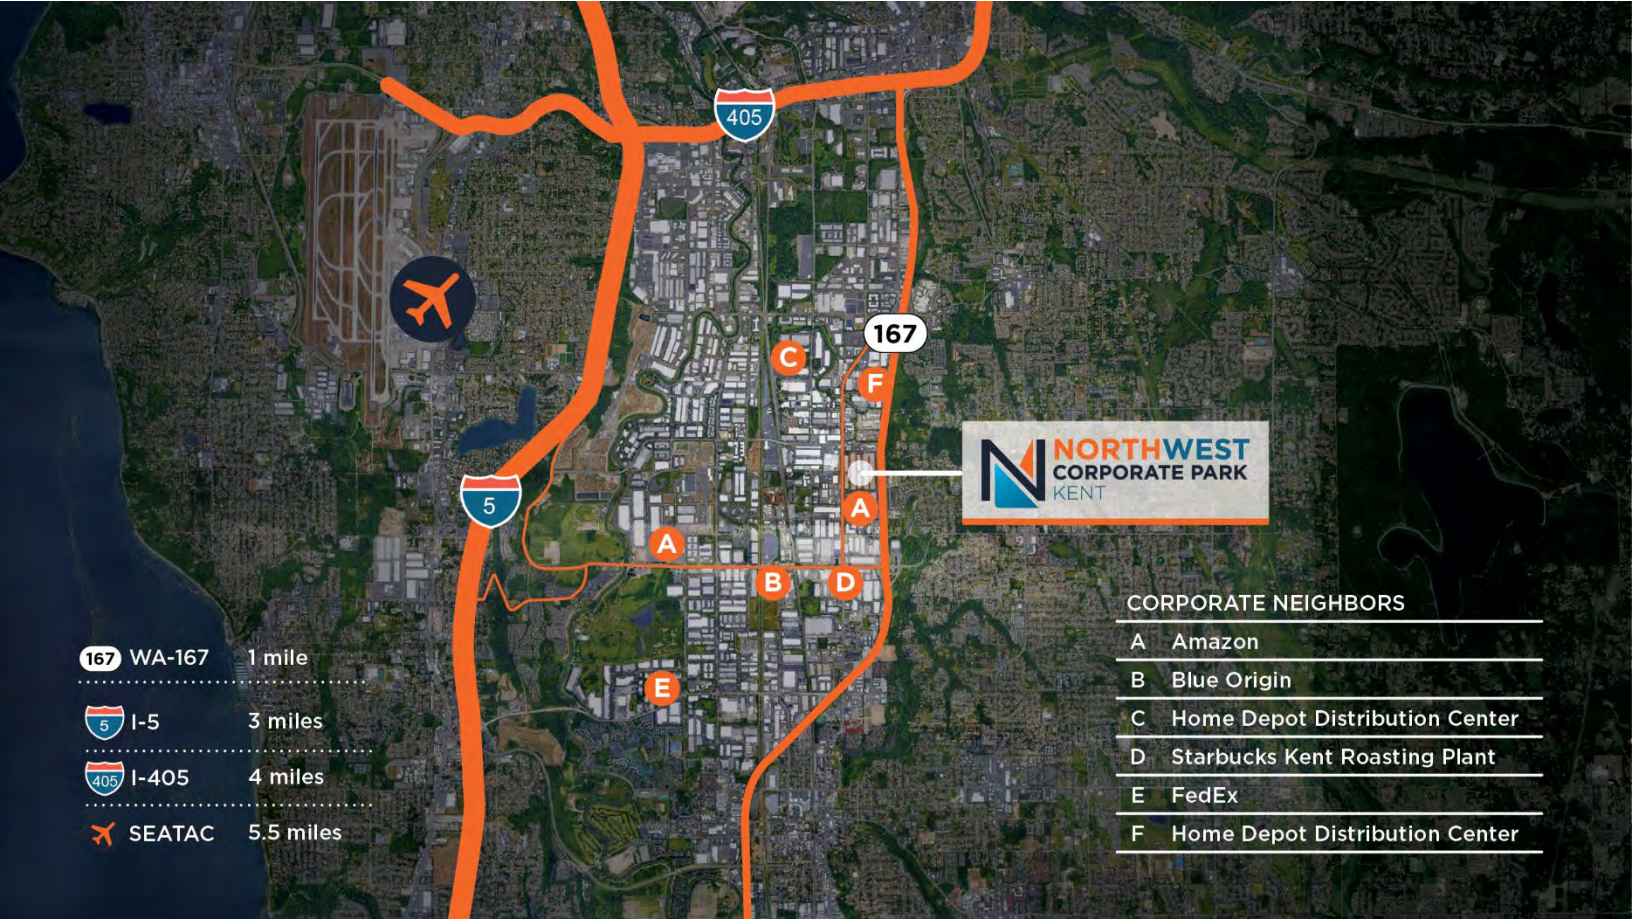 405
167
C
F
NORTHWEST
CORPORATE PARK
KENT
5
A
A
B
D
E
167 WA-167 1 mile
5 I-5 3 miles
405 I-405 4 miles
SEATAC 5.5 miles
CORPORATE NEIGHBORS
A Amazon
B Blue Origin
C Home Depot Distribution Center
D Starbucks Kent Roasting Plant
E FedEx
F Home Depot Distribution Center